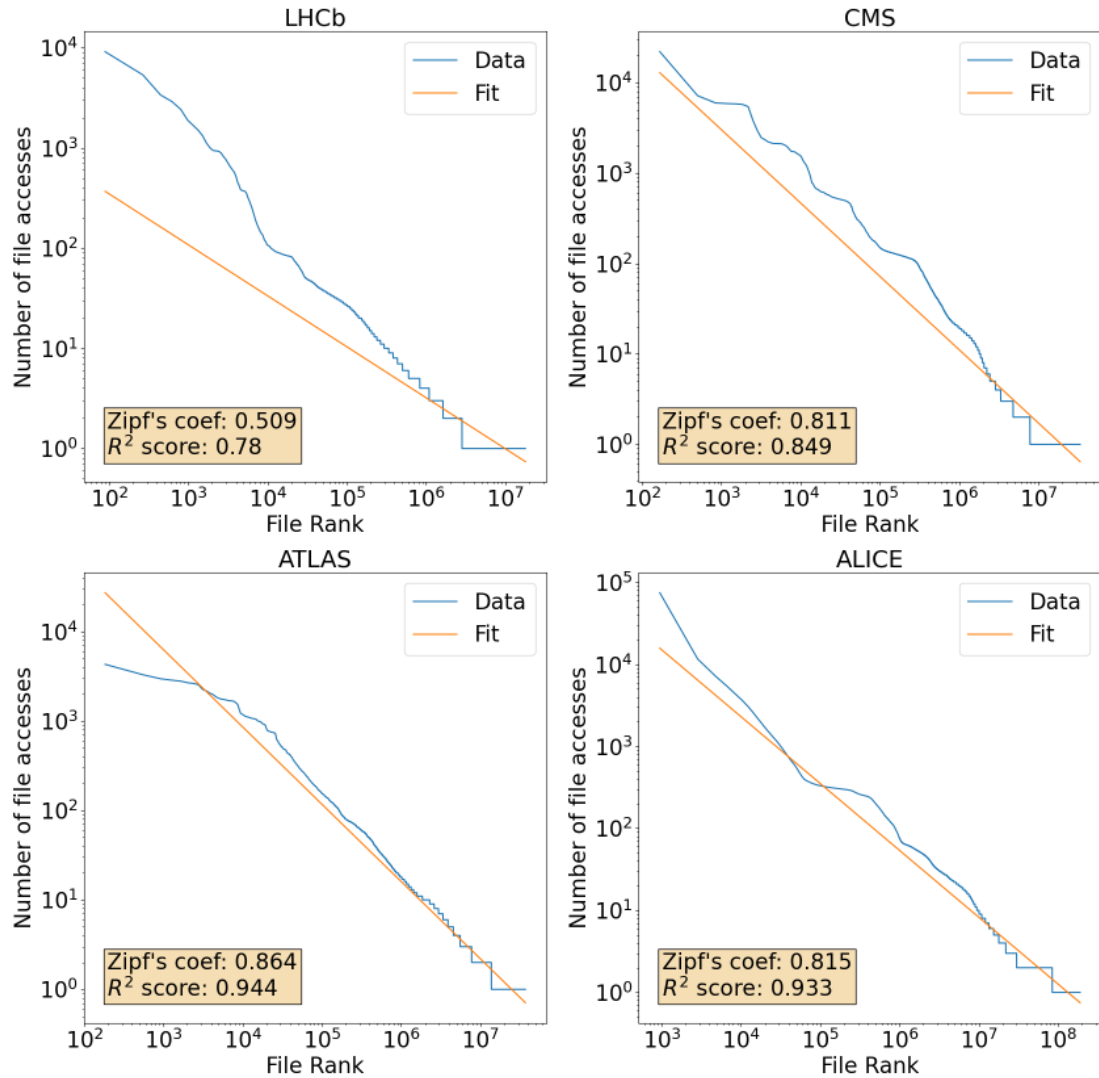 LHCb
Number of file accesses
10^4
10^3
10^2
10^1
10^0
Data
Fit
Zipf's coef: 0.509
R^2 score: 0.78
10^2 10^3 10^4 10^5 10^6 10^7
File Rank
CMS
Number of file accesses
10^4
10^3
10^2
10^1
10^0
Data
Fit
Zipf's coef: 0.811
R^2 score: 0.849
10^2 10^3 10^4 10^5 10^6 10^7
File Rank
ATLAS
Number of file accesses
10^4
10^3
10^2
10^1
10^0
Data
Fit
Zipf's coef: 0.864
R^2 score: 0.944
10^2 10^3 10^4 10^5 10^6 10^7
File Rank
ALICE
Number of file accesses
10^5
10^4
10^3
10^2
10^1
10^0
Data
Fit
Zipf's coef: 0.815
R^2 score: 0.933
10^3 10^4 10^5 10^6 10^7 10^8
File Rank